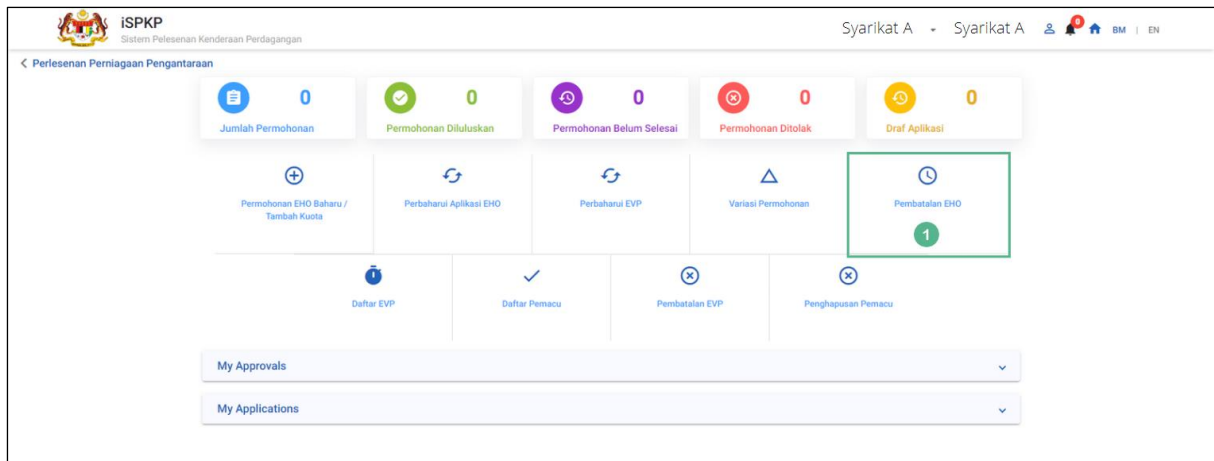 iSPKP
Sistem Pelesenan Kenderaan Perdagangan
Syarikat A Syarikat A 0 BM | EN
Perlesenan Perniagaan Pengantaraan
0 0 0 0 0
Jumlah Permohonan Permohonan Diluluskan Permohonan Belum Selesai Permohonan Ditolak Draf Aplikasi
Permohonan EHO Baharu / Perbaharui Aplikasi EHO Perbaharui EVP Variasi Permohonan Pembatalan EHO
Tambah Kuota
1
Daftar EVP Daftar Pemacu Pembatalan EVP Penghapusan Pemacu
My Approvals
My Applications